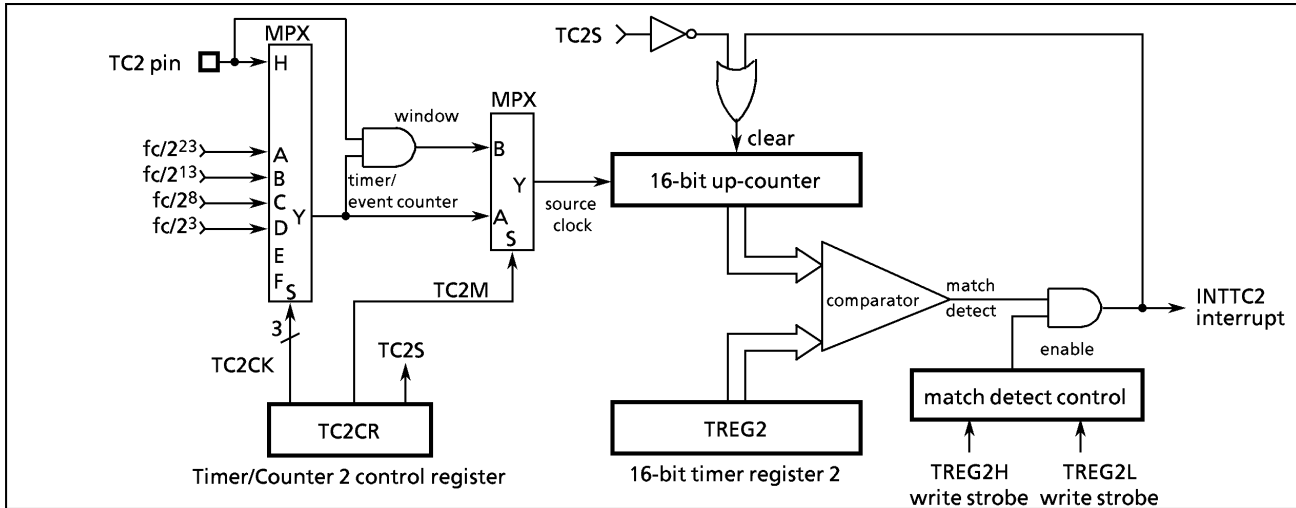 TC2S
MPX
TC2 pin
H
MPX
window
clear
fc/2²³
A
B
16-bit up-counter
fc/2¹³
B
timer/
Y
fc/2⁸
C
Y
event counter
A
source
fc/2³
D
S
clock
E
F
S
TC2M
comparator
match
detect
INTTC2
interrupt
3
TC2S
enable
TC2CK
match detect control
TC2CR
TREG2
Timer/Counter 2 control register
16-bit timer register 2
TREG2H
write strobe
TREG2L
write strobe